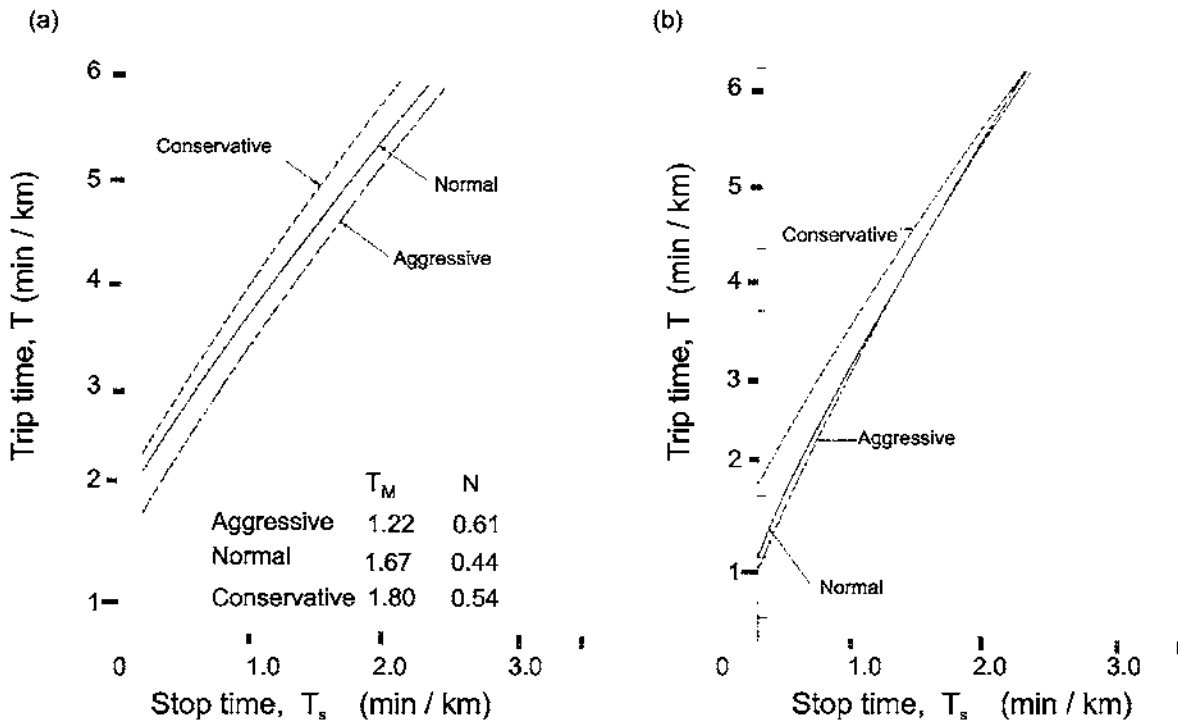 (a)
6
5
4
3
2
1
Trip time, T (min / km)
Conservative
Normal
Aggressive
T_M N
Aggressive 1.22 0.61
Normal 1.67 0.44
Conservative 1.80 0.54
0 1.0 2.0 3.0
Stop time, T_s (min / km)
(b)
6
5
4
3
2
1
Trip time, T (min / km)
Conservative
Aggressive
Normal
0 1.0 2.0 3.0
Stop time, T_s (min / km)